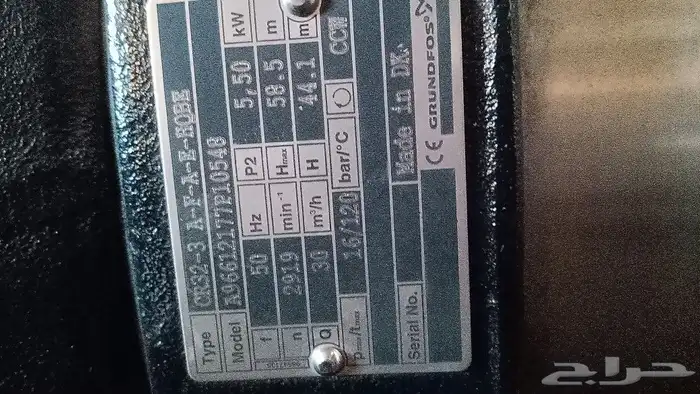 Type CR32-3 A-F-A-E-HQBE
Model A96612177P10548
f 50 Hz P2 5,50 kW
n 2919 min⁻¹ Hmax 58.5 m
Q 30 m³/h H 44.1 m
pmax/tmax 16/120 bar/°C CCW
Made in DK.
Serial No.
CE GRUNDFOS
حراج